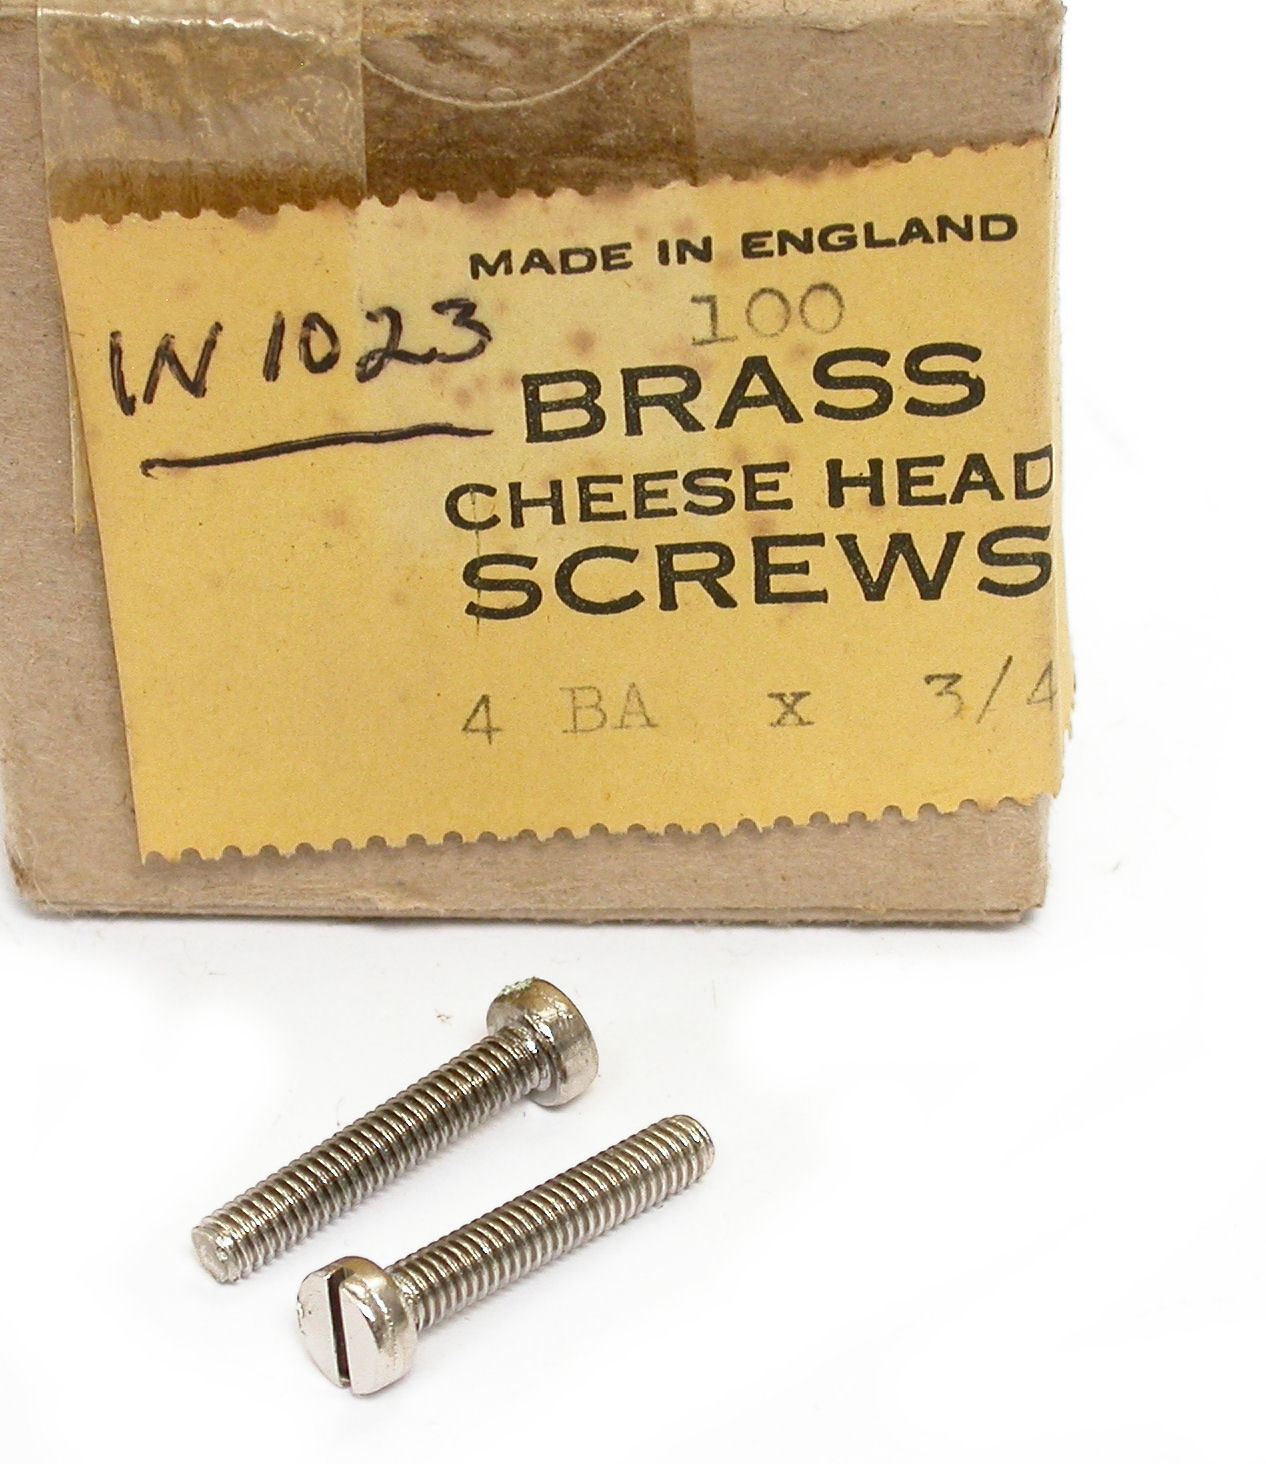 MADE IN ENGLAND
IN 1023
100
BRASS
CHEESE HEAD
SCREWS
4 BA x 3/4